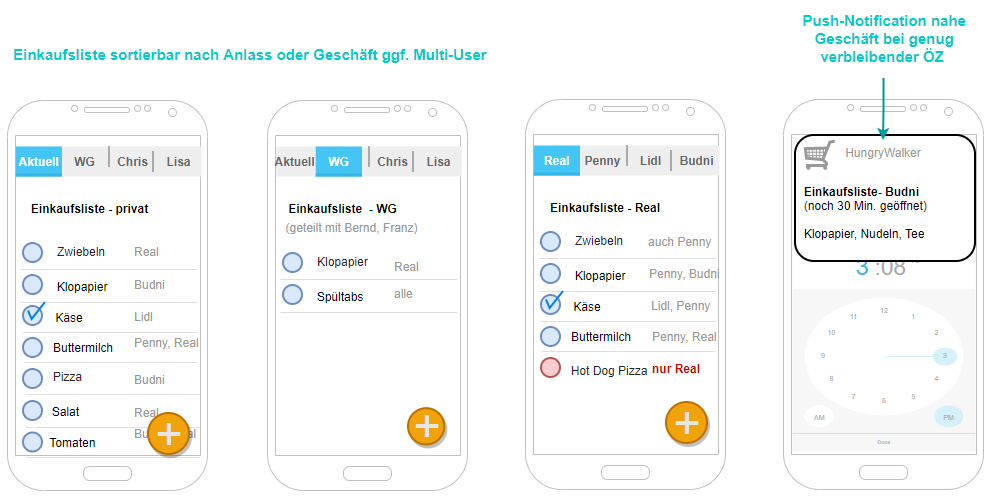 Einkaufsliste sortierbar nach Anlass oder Geschäft ggf. Multi-User
Push-Notification nahe
Geschäft bei genug
verbleibender ÖZ
Aktuell WG Chris Lisa
Einkaufsliste - privat
Zwiebeln Real
Klopapier Budni
Käse Lidl
Buttermilch Penny, Real
Pizza Budni
Salat Real
Tomaten
Aktuell WG Chris Lisa
Einkaufsliste - WG
(geteilt mit Bernd, Franz)
Klopapier Real
Spültabs alle
Real Penny Lidl Budni
Einkaufsliste - Real
Zwiebeln auch Penny
Klopapier Penny, Budni
Käse Lidl, Penny
Buttermilch Penny, Real
Hot Dog Pizza nur Real
HungryWalker
Einkaufsliste- Budni
(noch 30 Min. geöffnet)
Klopapier, Nudeln, Tee
3 :08
12
11 1
10 2
9 3
8 4
7 5
6
AM PM
Done